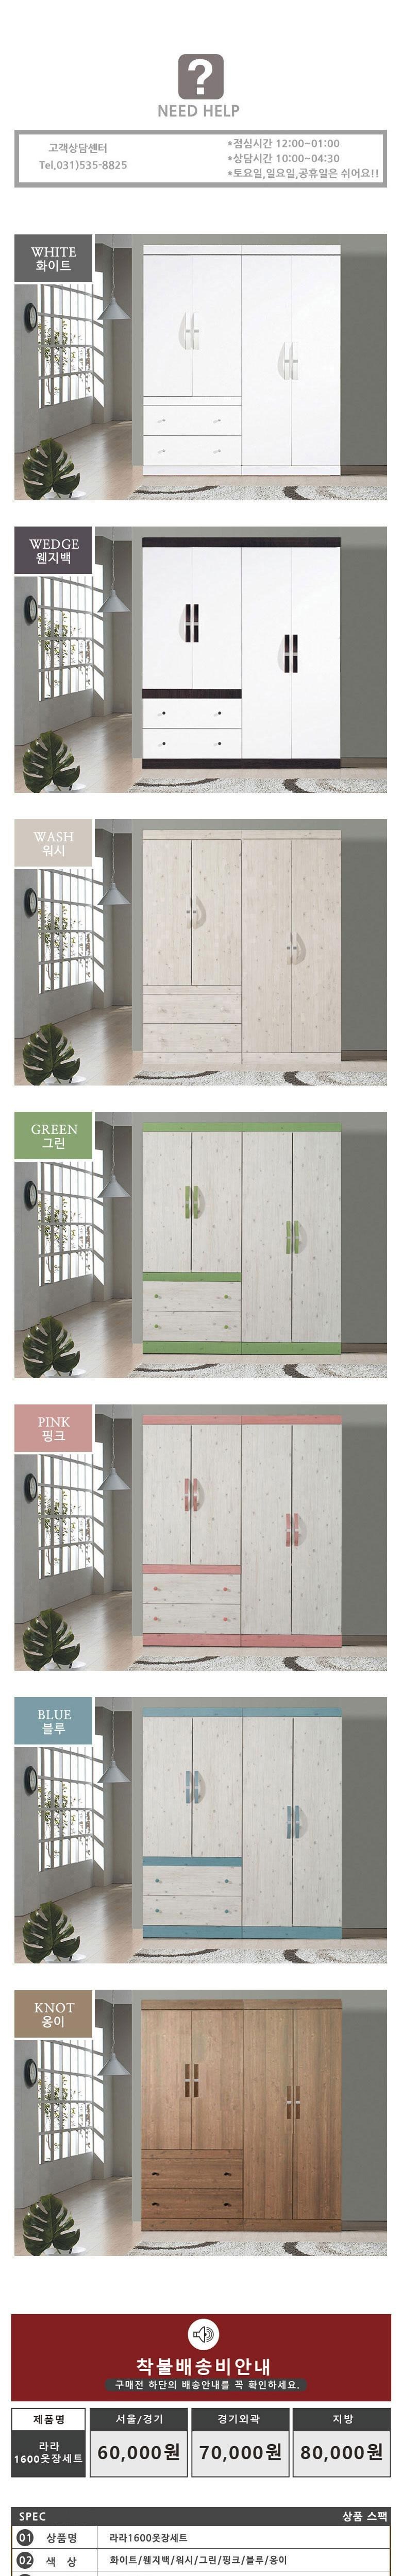 ?
NEED HELP
고객상담센터
Tel,031)535-8825
*점심시간 12:00~01:00
*상담시간 10:00~04:30
*토요일,일요일,공휴일은 쉬어요!!
WHITE
화이트
WEDGE
웬지백
WASH
워시
GREEN
그린
PINK
핑크
BLUE
블루
KNOT
옹이
착불배송비안내
구매전 하단의 배송안내를 꼭 확인하세요.
제품명 서울/경기 경기외곽 지방
라라
1600옷장세트 60,000원 70,000원 80,000원
SPEC 상품 스팩
01 상품명 라라1600옷장세트
02 색 상 화이트/웬지백/워시/그린/핑크/블루/옹이